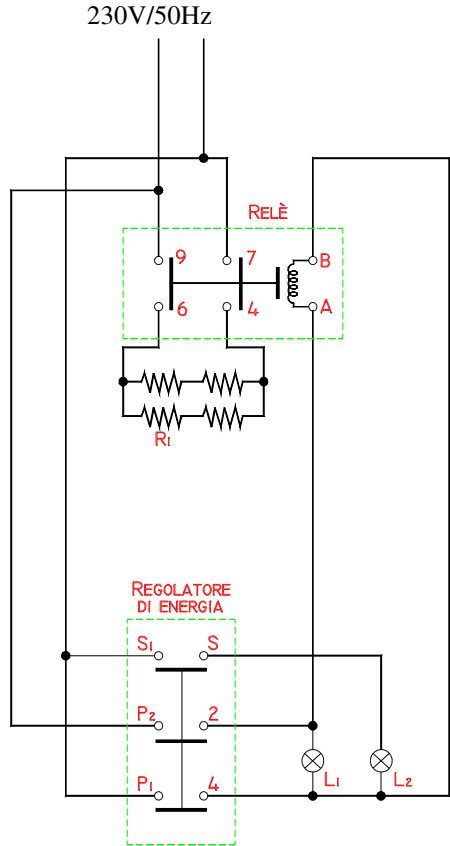 230V/50Hz
RELÈ
9 7 B
6 4 A
R1
REGOLATORE
DI ENERGIA
S1 S
P2 2
L1 L2
P1 4